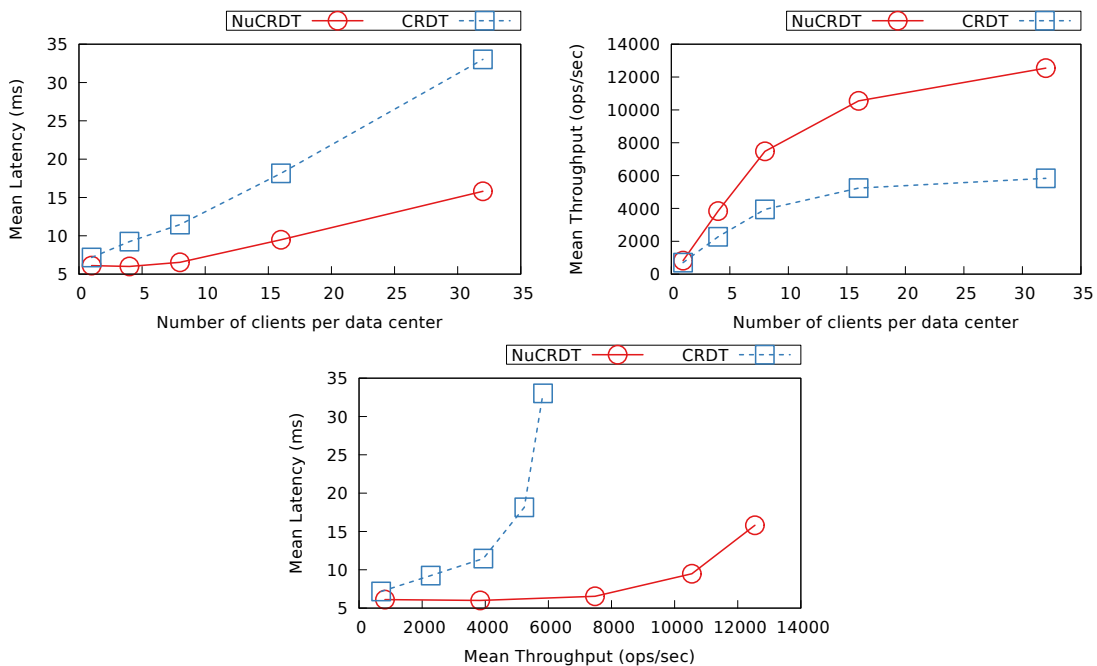 NuCRDT CRDT
35
30
25
20
15
10
5
0 5 10 15 20 25 30 35
Mean Latency (ms)
Number of clients per data center
NuCRDT CRDT
14000
12000
10000
8000
6000
4000
2000
0
0 5 10 15 20 25 30 35
Mean Throughput (ops/sec)
Number of clients per data center
NuCRDT CRDT
35
30
25
20
15
10
5
0 2000 4000 6000 8000 10000 12000 14000
Mean Latency (ms)
Mean Throughput (ops/sec)